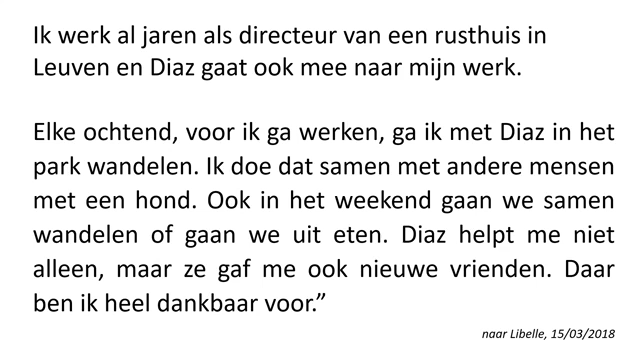 Ik werk al jaren als directeur van een rusthuis in
Leuven en Diaz gaat ook mee naar mijn werk.
Elke ochtend, voor ik ga werken, ga ik met Diaz in het
park wandelen. Ik doe dat samen met andere mensen
met een hond. Ook in het weekend gaan we samen
wandelen of gaan we uit eten. Diaz helpt me niet
alleen, maar ze gaf me ook nieuwe vrienden. Daar
ben ik heel dankbaar voor.”
naar Libelle, 15/03/2018